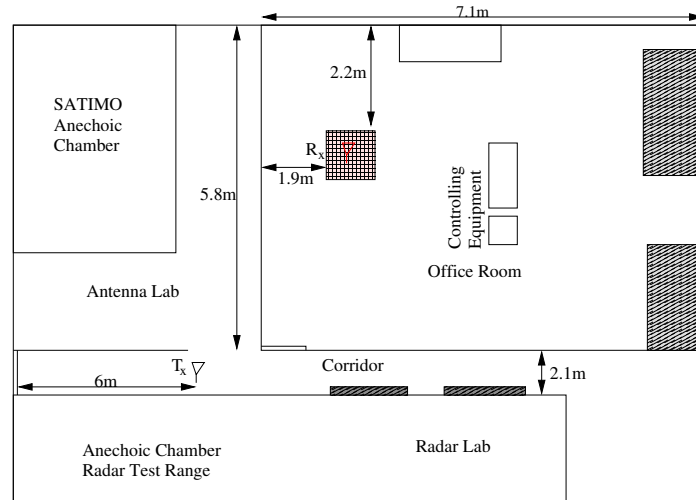 7.1m
2.2m
SATIMO
Anechoic
Chamber
Rx
1.9m
5.8m
Controlling
Equipment
Office Room
Antenna Lab
Tx
6m
Corridor
2.1m
Anechoic Chamber
Radar Test Range
Radar Lab